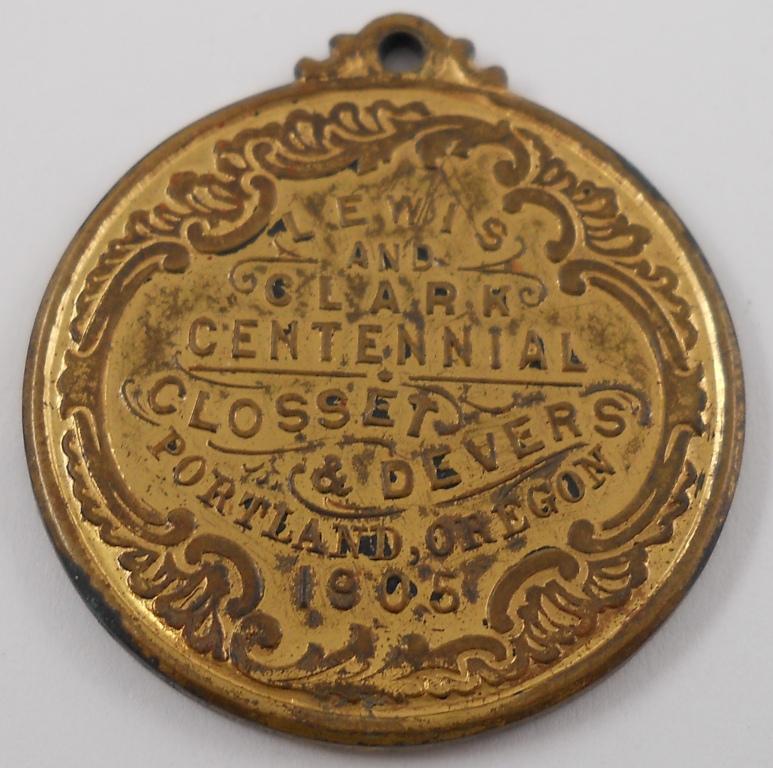 LEWIS
AND
CLARK
CENTENNIAL
CLOSSET
& DEVERS
PORTLAND, OREGON
1905